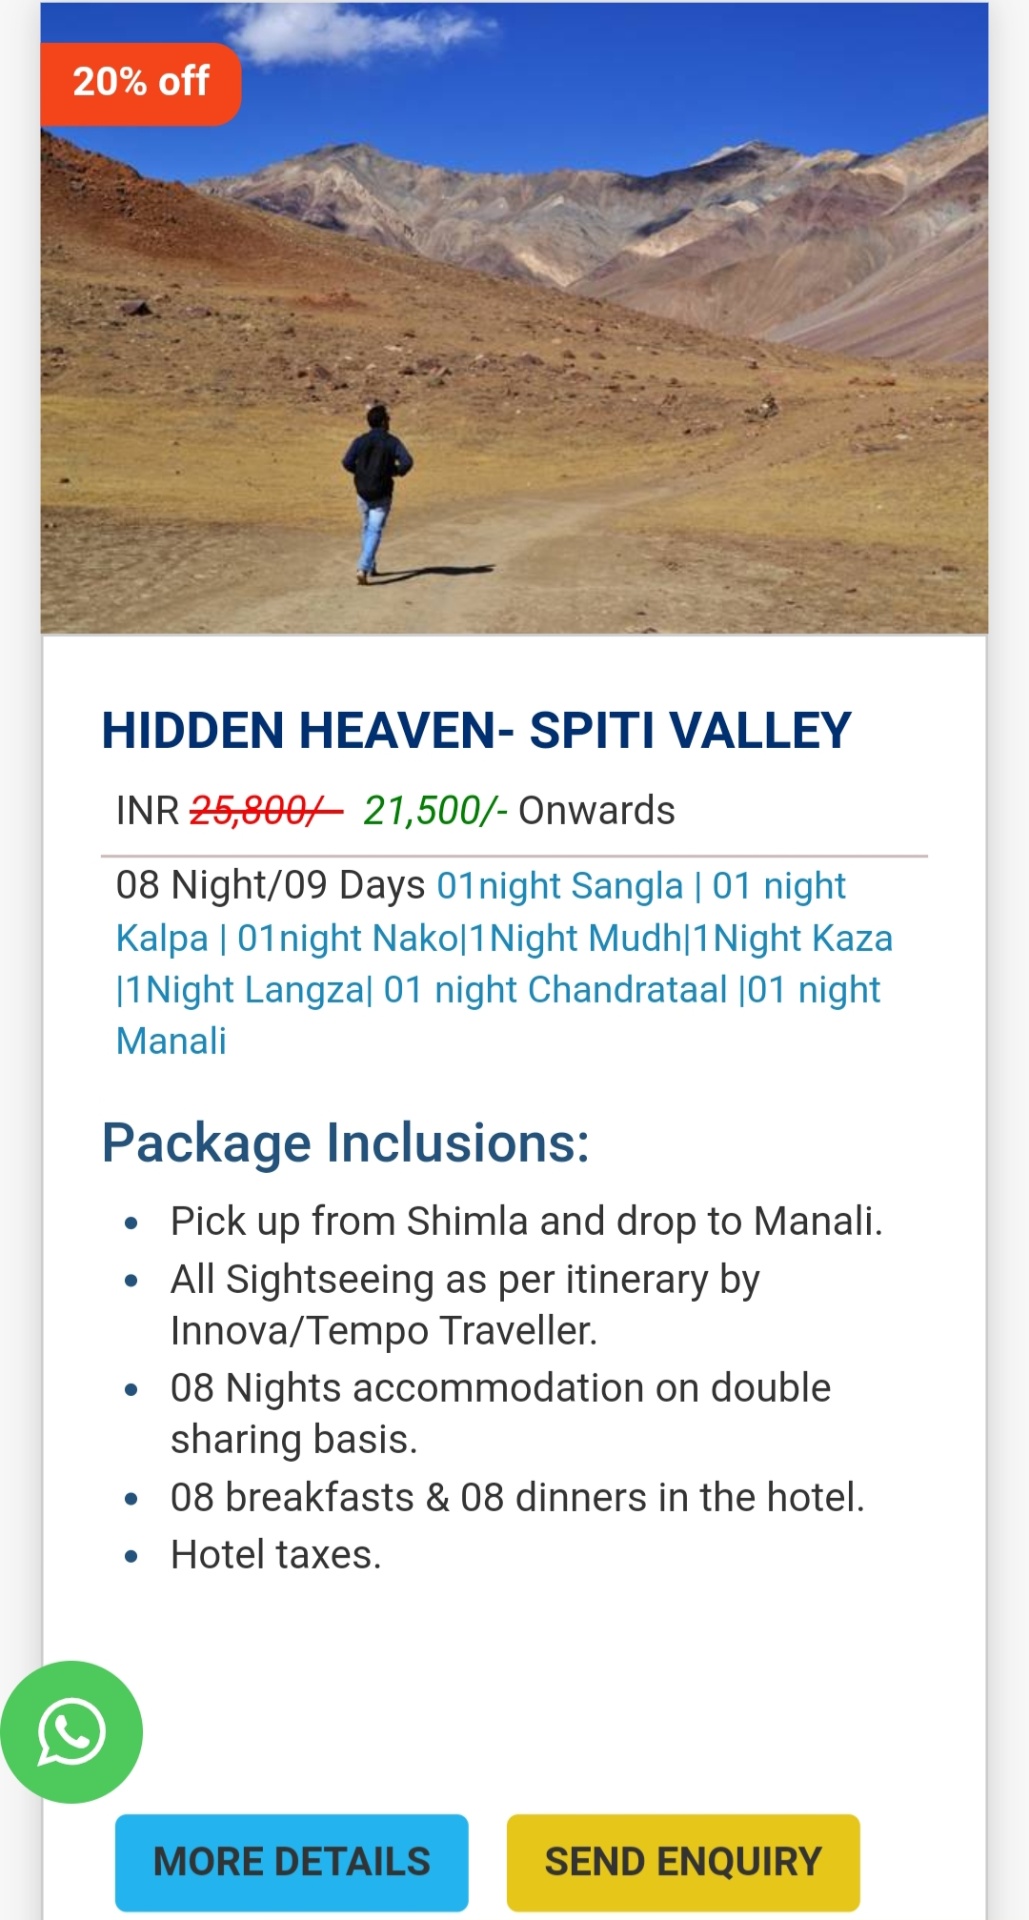 20% off
HIDDEN HEAVEN- SPITI VALLEY
INR 25,800/- 21,500/- Onwards
08 Night/09 Days 01night Sangla | 01 night
Kalpa | 01night Nako|1Night Mudh|1Night Kaza
|1Night Langza| 01 night Chandrataal |01 night
Manali
Package Inclusions:
• Pick up from Shimla and drop to Manali.
• All Sightseeing as per itinerary by
Innova/Tempo Traveller.
• 08 Nights accommodation on double
sharing basis.
• 08 breakfasts & 08 dinners in the hotel.
• Hotel taxes.
MORE DETAILS
SEND ENQUIRY